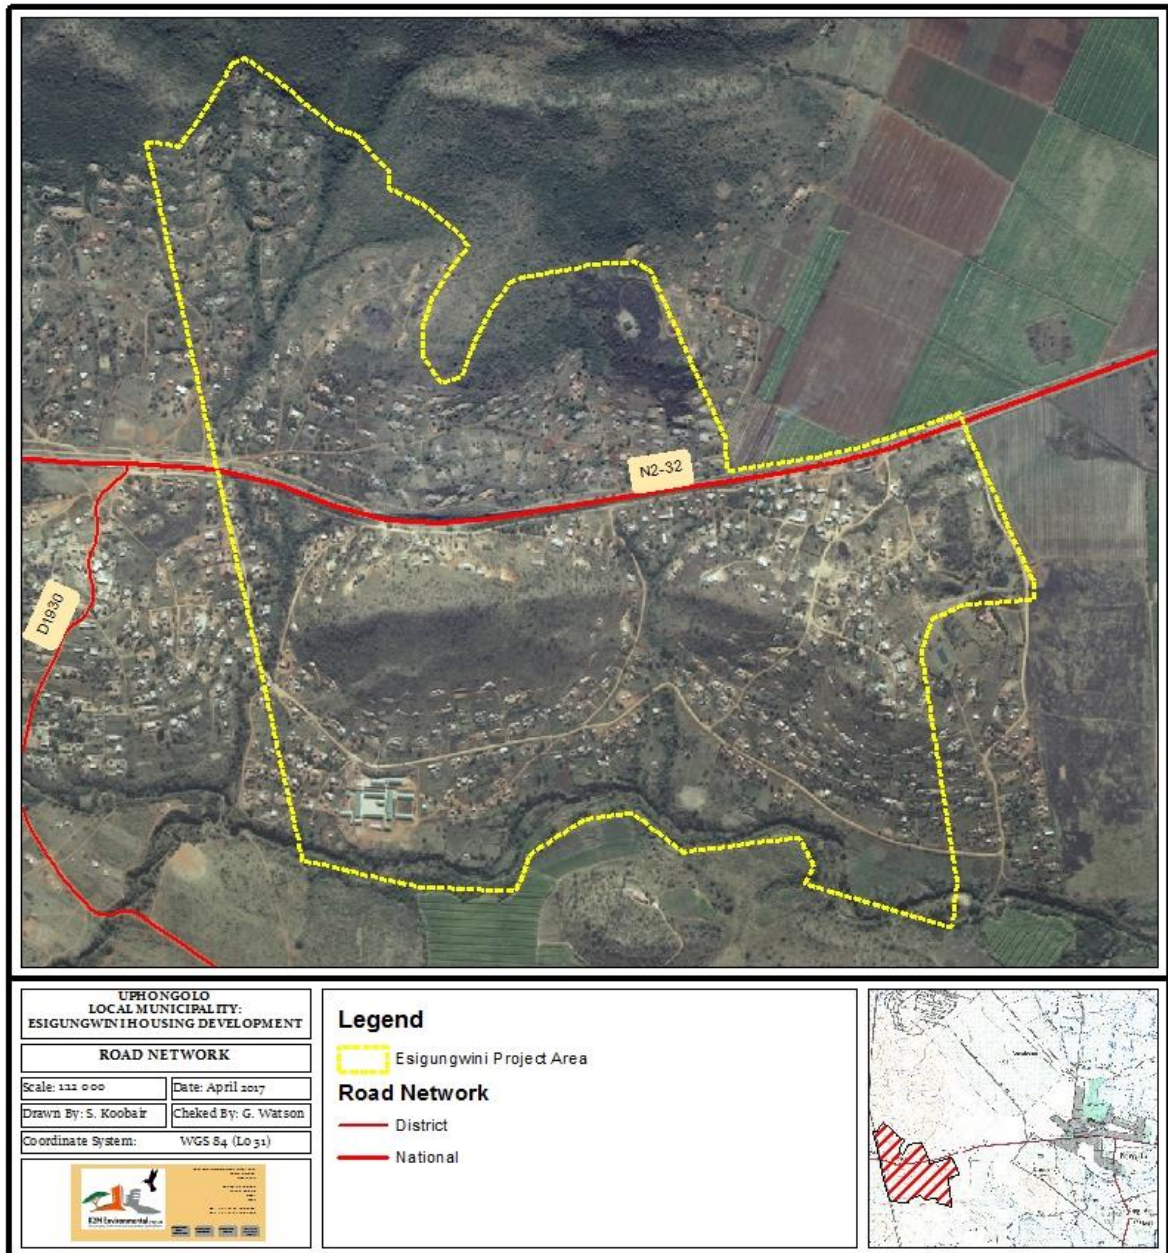 N2-32
D1930
UPHONGOLO
LOCAL MUNICIPALITY:
ESIGUNGWINI HOUSING DEVELOPMENT
ROAD NETWORK
Scale: 1:12 000
Date: April 2017
Drawn By: S. Koobair
Cheked By: G. Watson
Coordinate System: WGS 84 (Lo 31)
K2N Environmental
Legend
Esigungwini Project Area
Road Network
District
National